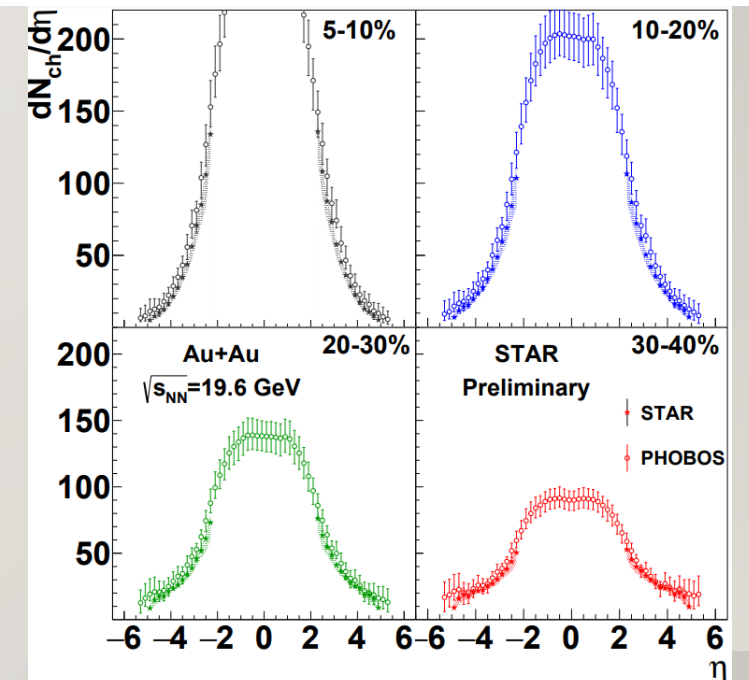 dN_ch/dη
200
150
100
50
5-10%
10-20%
200
150
100
50
Au+Au
√s_NN=19.6 GeV
20-30%
STAR
Preliminary
30-40%
STAR
PHOBOS
−6 −4 −2 0 2 4 6
−6 −4 −2 0 2 4 6
η